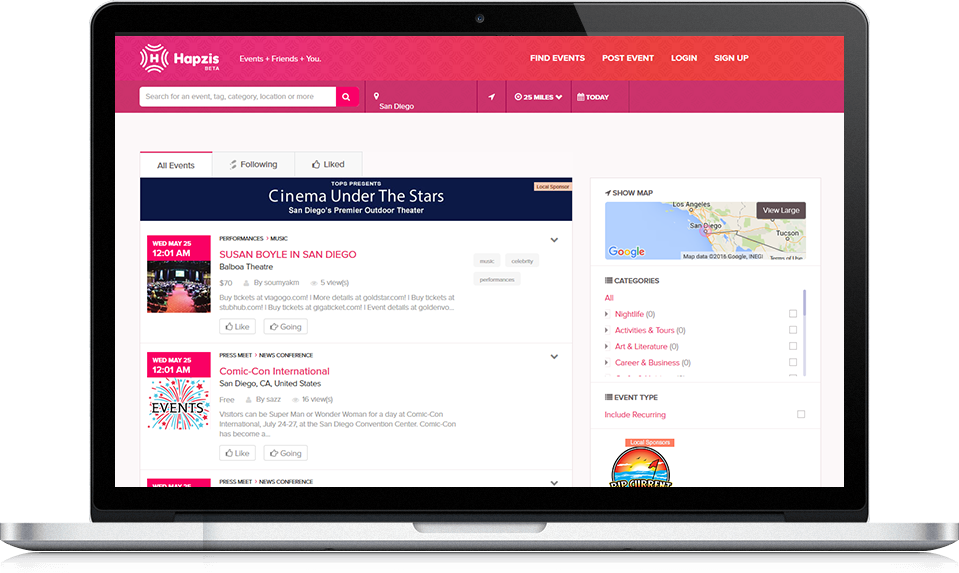 H Hapzis
BETA
Events + Friends + You.
FIND EVENTS
POST EVENT
LOGIN
SIGN UP
Search for an event, tag, category, location or more
San Diego
25 MILES
TODAY
All Events
Following
Liked
TOPS PRESENTS
Local Sponsor
Cinema Under The Stars
San Diego's Premier Outdoor Theater
WED MAY 25
12:01 AM
PERFORMANCES > MUSIC
SUSAN BOYLE IN SAN DIEGO
Balboa Theatre
$70 By soumyakm 5 view(s)
Buy tickets at viagogo.com! | More details at goldstar.com! | Buy tickets at
stubhub.com! | Buy tickets at gigaticket.com! | Event details at goldenvo...
Like
Going
music
celebrity
performances
WED MAY 25
12:01 AM
EVENTS
PRESS MEET > NEWS CONFERENCE
Comic-Con International
San Diego, CA, United States
Free By sazz 16 view(s)
Visitors can be Super Man or Wonder Woman for a day at Comic-Con
International, July 24-27, at the San Diego Convention Center. Comic-Con
has become a...
Like
Going
WED MAY 25
PRESS MEET > NEWS CONFERENCE
SHOW MAP
Los Angeles
View Large
San Diego
Tucson
Google
Map data ©2016 Google, INEGI
Terms of Use
CATEGORIES
All
Nightlife (0)
Activities & Tours (0)
Art & Literature (0)
Career & Business (0)
EVENT TYPE
Include Recurring
Local Sponsors
RIP CURRENT